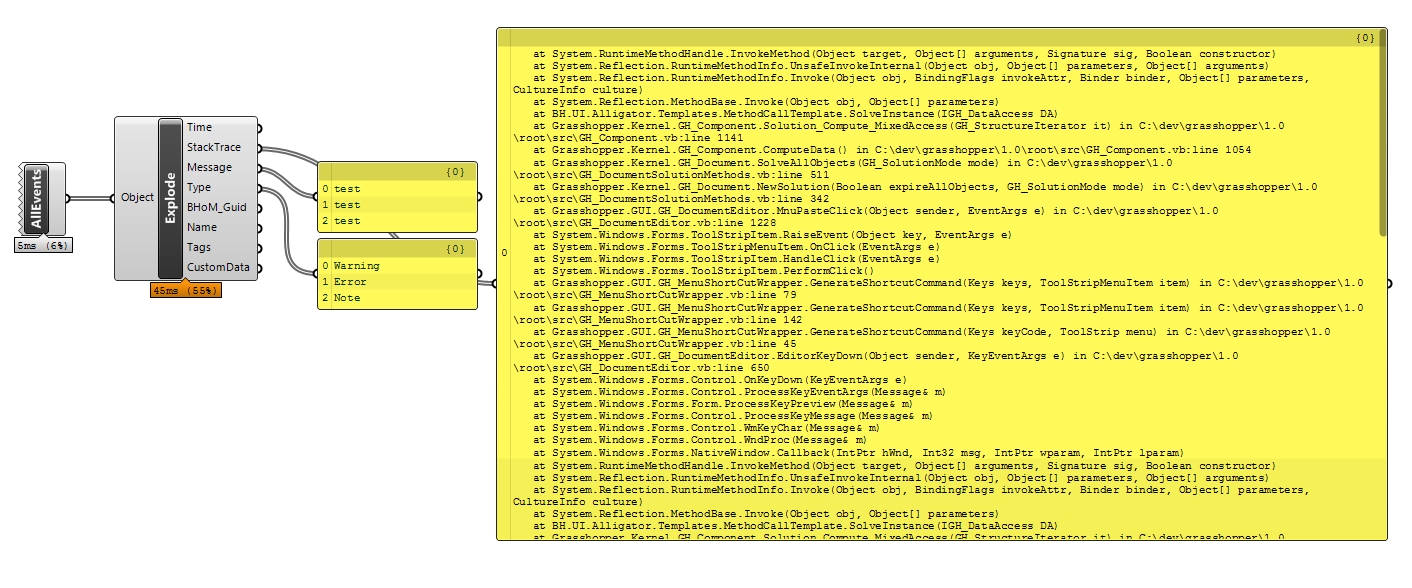 AllEvents
5ms (6%)
Object
Explode
Time
StackTrace
Message
Type
BHoM_Guid
Name
Tags
CustomData
45ms (55%)
{0}
0 test
1 test
2 test
{0}
0 Warning
1 Error
2 Note
{0}
0
at System.RuntimeMethodHandle.InvokeMethod(Object target, Object[] arguments, Signature sig, Boolean constructor)
at System.Reflection.RuntimeMethodInfo.UnsafeInvokeInternal(Object obj, Object[] parameters, Object[] arguments)
at System.Reflection.RuntimeMethodInfo.Invoke(Object obj, BindingFlags invokeAttr, Binder binder, Object[] parameters,
CultureInfo culture)
at System.Reflection.MethodBase.Invoke(Object obj, Object[] parameters)
at BH.UI.Alligator.Templates.MethodCallTemplate.SolveInstance(IGH_DataAccess DA)
at Grasshopper.Kernel.GH_Component.Solution_Compute_MixedAccess(GH_StructureIterator it) in C:\dev\grasshopper\1.0
\root\src\GH_Component.vb:line 1141
at Grasshopper.Kernel.GH_Component.ComputeData() in C:\dev\grasshopper\1.0\root\src\GH_Component.vb:line 1054
at Grasshopper.Kernel.GH_Document.SolveAllObjects(GH_SolutionMode mode) in C:\dev\grasshopper\1.0
\root\src\GH_DocumentSolutionMethods.vb:line 511
at Grasshopper.Kernel.GH_Document.NewSolution(Boolean expireAllObjects, GH_SolutionMode mode) in C:\dev\grasshopper\1.0
\root\src\GH_DocumentSolutionMethods.vb:line 342
at Grasshopper.GUI.GH_DocumentEditor.MnuPasteClick(Object sender, EventArgs e) in C:\dev\grasshopper\1.0
\root\src\GH_DocumentEditor.vb:line 1228
at System.Windows.Forms.ToolStripItem.RaiseEvent(Object key, EventArgs e)
at System.Windows.Forms.ToolStripMenuItem.OnClick(EventArgs e)
at System.Windows.Forms.ToolStripItem.HandleClick(EventArgs e)
at System.Windows.Forms.ToolStripItem.PerformClick()
at Grasshopper.GUI.GH_MenuShortCutWrapper.GenerateShortcutCommand(Keys keys, ToolStripMenuItem item) in C:\dev\grasshopper\1.0
\root\src\GH_MenuShortCutWrapper.vb:line 79
at Grasshopper.GUI.GH_MenuShortCutWrapper.GenerateShortcutCommand(Keys keys, ToolStripMenuItem item) in C:\dev\grasshopper\1.0
\root\src\GH_MenuShortCutWrapper.vb:line 142
at Grasshopper.GUI.GH_MenuShortCutWrapper.GenerateShortcutCommand(Keys keyCode, ToolStrip menu) in C:\dev\grasshopper\1.0
\root\src\GH_MenuShortCutWrapper.vb:line 45
at Grasshopper.GUI.GH_DocumentEditor.EditorKeyDown(Object sender, KeyEventArgs e) in C:\dev\grasshopper\1.0
\root\src\GH_DocumentEditor.vb:line 650
at System.Windows.Forms.Control.OnKeyDown(KeyEventArgs e)
at System.Windows.Forms.Control.ProcessKeyEventArgs(Message& m)
at System.Windows.Forms.Form.ProcessKeyPreview(Message& m)
at System.Windows.Forms.Control.ProcessKeyMessage(Message& m)
at System.Windows.Forms.Control.WmKeyChar(Message& m)
at System.Windows.Forms.Control.WndProc(Message& m)
at System.Windows.Forms.NativeWindow.Callback(IntPtr hWnd, Int32 msg, IntPtr wparam, IntPtr lparam)
at System.RuntimeMethodHandle.InvokeMethod(Object target, Object[] arguments, Signature sig, Boolean constructor)
at System.Reflection.RuntimeMethodInfo.UnsafeInvokeInternal(Object obj, Object[] parameters, Object[] arguments)
at System.Reflection.RuntimeMethodInfo.Invoke(Object obj, BindingFlags invokeAttr, Binder binder, Object[] parameters,
CultureInfo culture)
at System.Reflection.MethodBase.Invoke(Object obj, Object[] parameters)
at BH.UI.Alligator.Templates.MethodCallTemplate.SolveInstance(IGH_DataAccess DA)
at Grasshopper.Kernel.GH_Component.Solution_Compute_MixedAccess(GH_StructureIterator it) in C:\dev\grasshopper\1.0